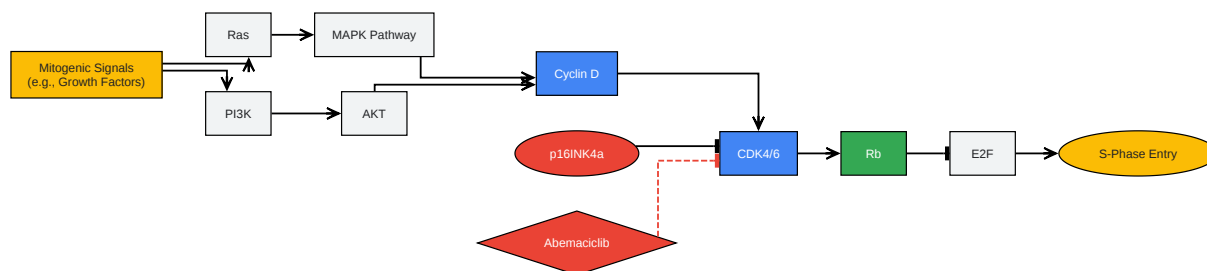 Ras
MAPK Pathway
Mitogenic Signals
(e.g., Growth Factors)
Cyclin D
PI3K
AKT
p16INK4a
CDK4/6
Rb
E2F
S-Phase Entry
Abemaciclib